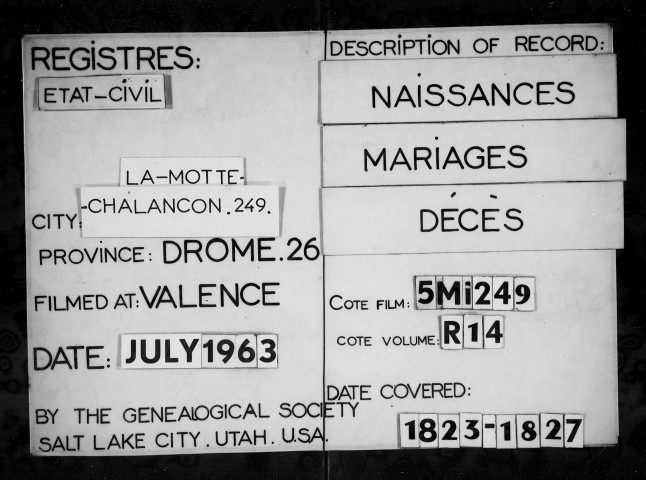 REGISTRES:
ETAT-CIVIL
LA-MOTTE-
-CHALANCON.249.
CITY:
PROVINCE: DROME.26
FILMED AT: VALENCE
DATE: JULY 1963
BY THE GENEALOGICAL SOCIETY
SALT LAKE CITY. UTAH. U.S.A.
DESCRIPTION OF RECORD:
NAISSANCES
MARIAGES
DÉCÈS
COTE FILM: 5Mi249
COTE VOLUME: R14
DATE COVERED:
1823-1827